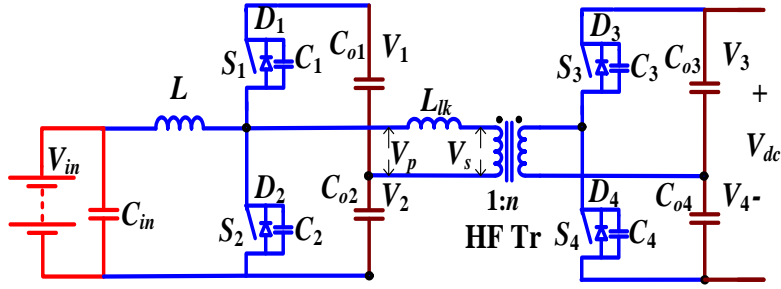 D1
S1
C1
Co1
V1
L
Llk
Vin
Cin
Vp
Vs
D2
S2
C2
Co2
V2
1:n
HF Tr
D3
S3
C3
Co3
V3
+
Vdc
D4
S4
C4
Co4
V4
-